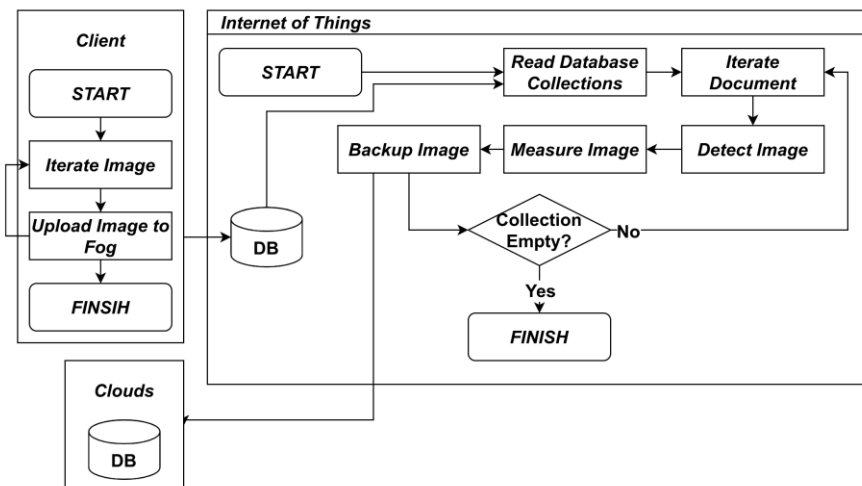 Client
START
Iterate Image
Upload Image to
Fog
FINSIH
Internet of Things
START
Read Database
Collections
Iterate
Document
Backup Image
Measure Image
Detect Image
DB
Collection
Empty?
No
Yes
FINISH
Clouds
DB